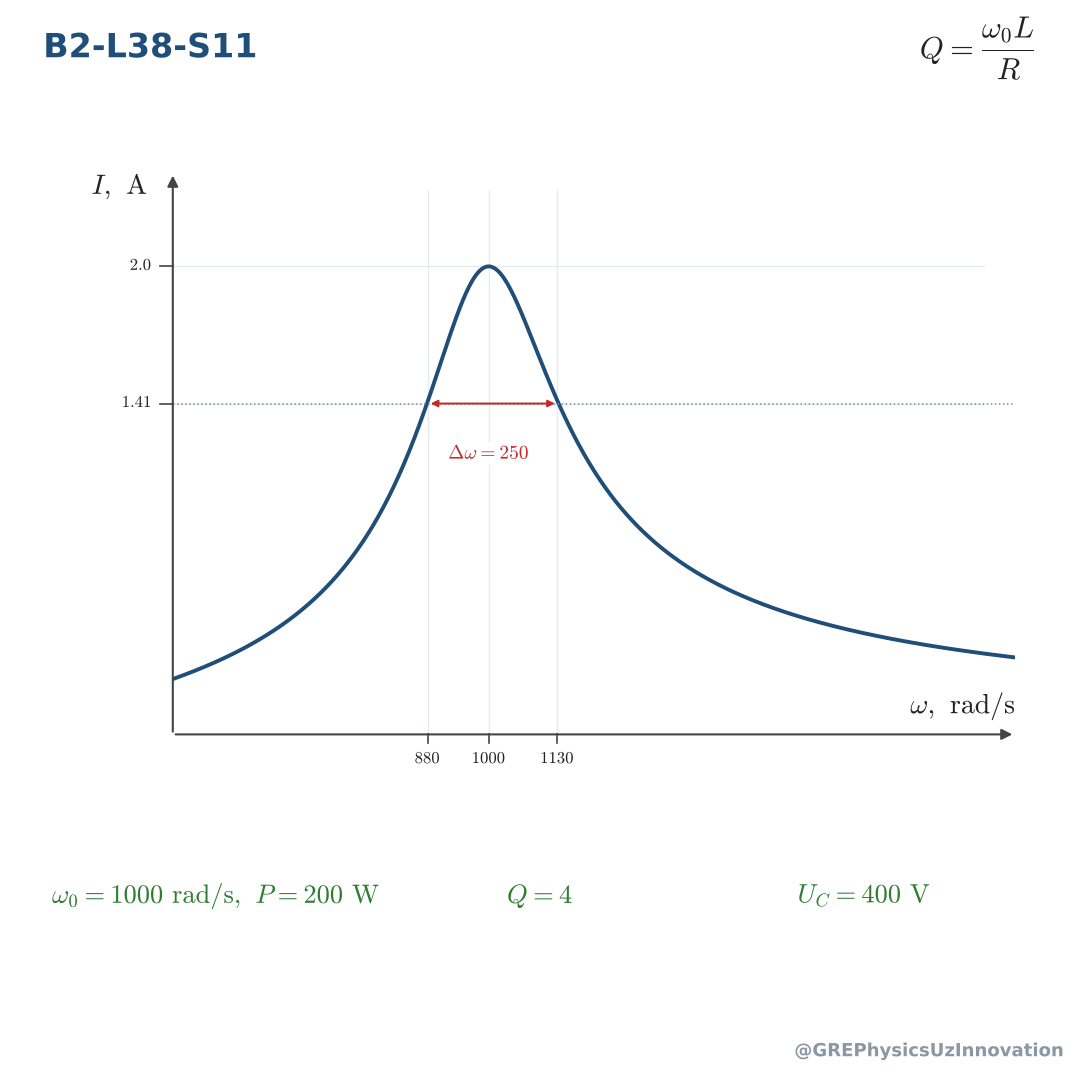 B2-L38-S11
Q = ω₀L / R
I, A
2.0
1.41
Δω = 250
ω, rad/s
880 1000 1130
ω₀ = 1000 rad/s, P = 200 W Q = 4 U_C = 400 V
@GREPhysicsUzInnovation